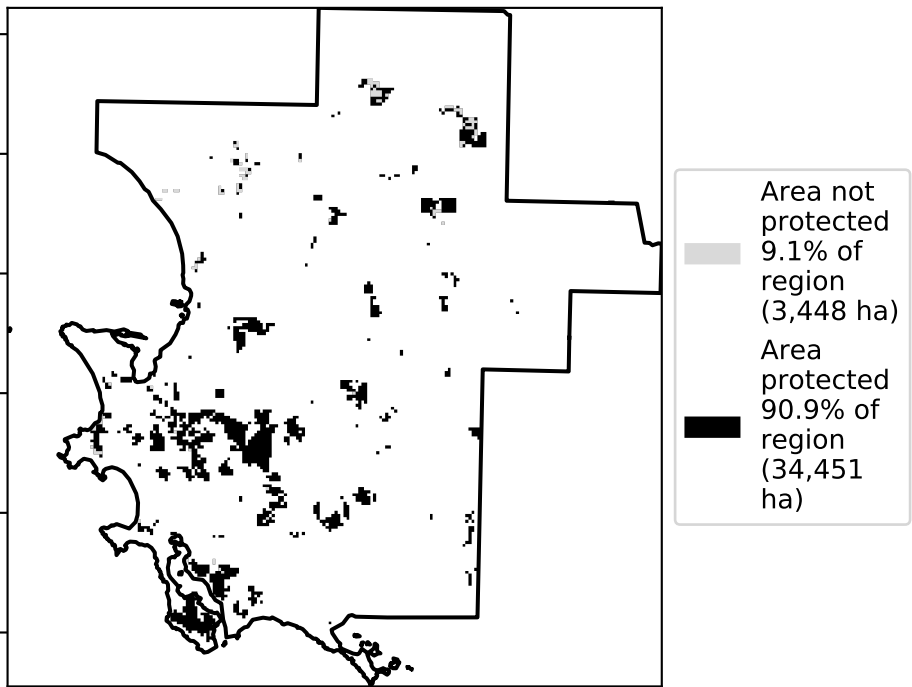 Area not
protected
9.1% of
region
(3,448 ha)
Area
protected
90.9% of
region
(34,451
ha)